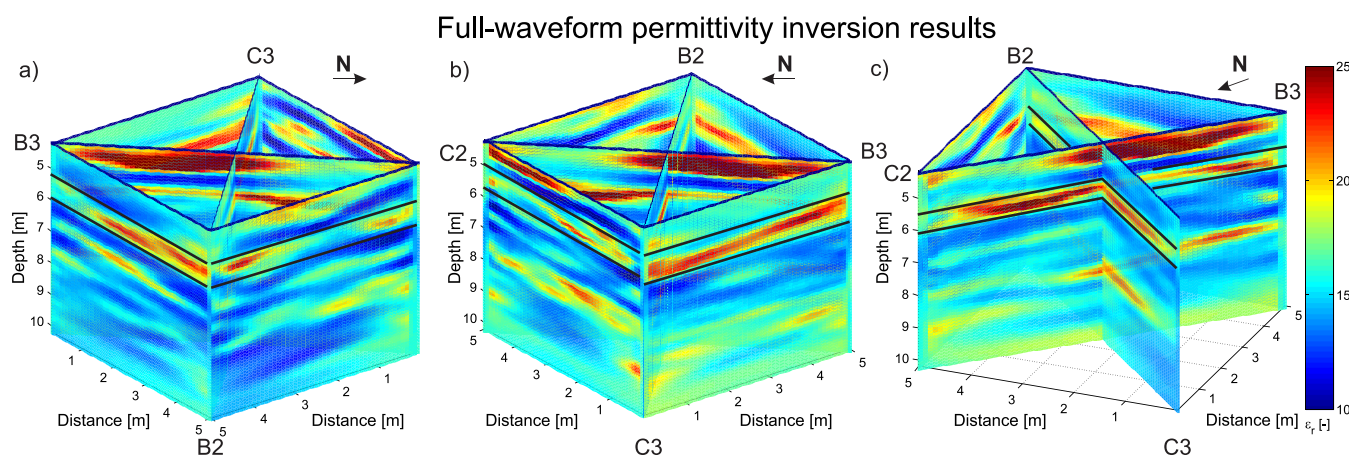 Full-waveform permittivity inversion results
a)
C3
N
B3
5
6
7
8
9
10
Depth [m]
1
2
3
4
5
Distance [m]
B2
5
4
3
2
1
Distance [m]
b)
B2
N
C2
5
6
7
8
9
10
Depth [m]
5
4
3
2
1
Distance [m]
C3
1
2
3
4
5
Distance [m]
c)
B2
N
B3
B3
C2
5
6
7
8
9
10
Depth [m]
5
4
3
2
1
Distance [m]
C3
1
2
3
4
5
Distance [m]
25
20
15
10
εr [-]